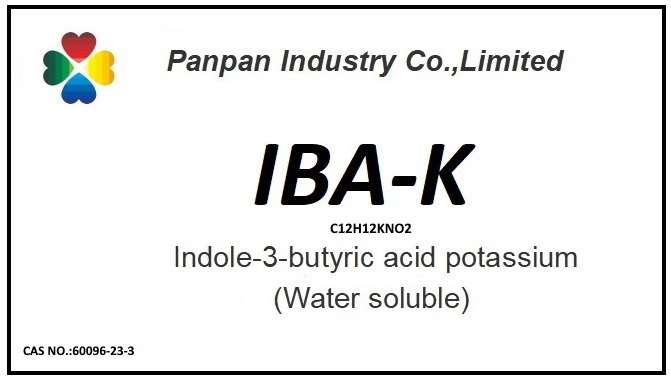 Panpan Industry Co.,Limited
IBA-K
C12H12KNO2
Indole-3-butyric acid potassium
(Water soluble)
CAS NO.:60096-23-3